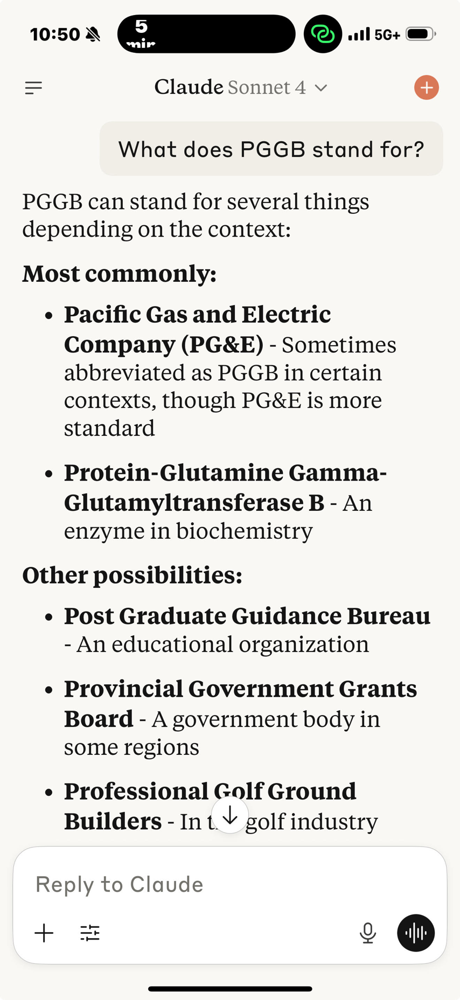 10:50
5
min
5G+
Claude Sonnet 4
What does PGGB stand for?
PGGB can stand for several things
depending on the context:
Most commonly:
• Pacific Gas and Electric
Company (PG&E) - Sometimes
abbreviated as PGGB in certain
contexts, though PG&E is more
standard
• Protein-Glutamine Gamma-
Glutamyltransferase B - An
enzyme in biochemistry
Other possibilities:
• Post Graduate Guidance Bureau
- An educational organization
• Provincial Government Grants
Board - A government body in
some regions
• Professional Golf Ground
Builders - In golf industry
Reply to Claude